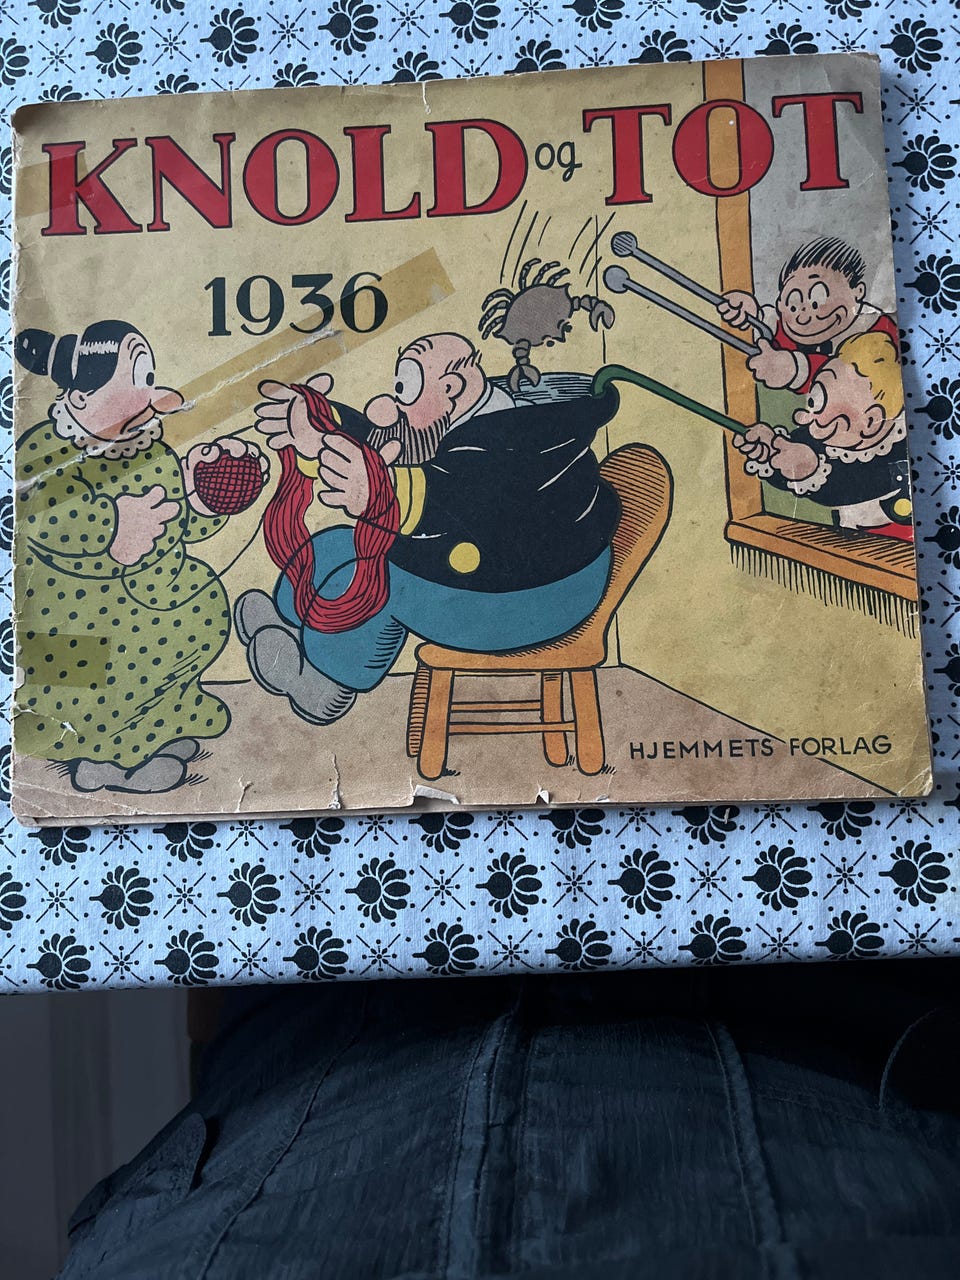 KNOLD og TOT
1936
HJEMMETS FORLAG